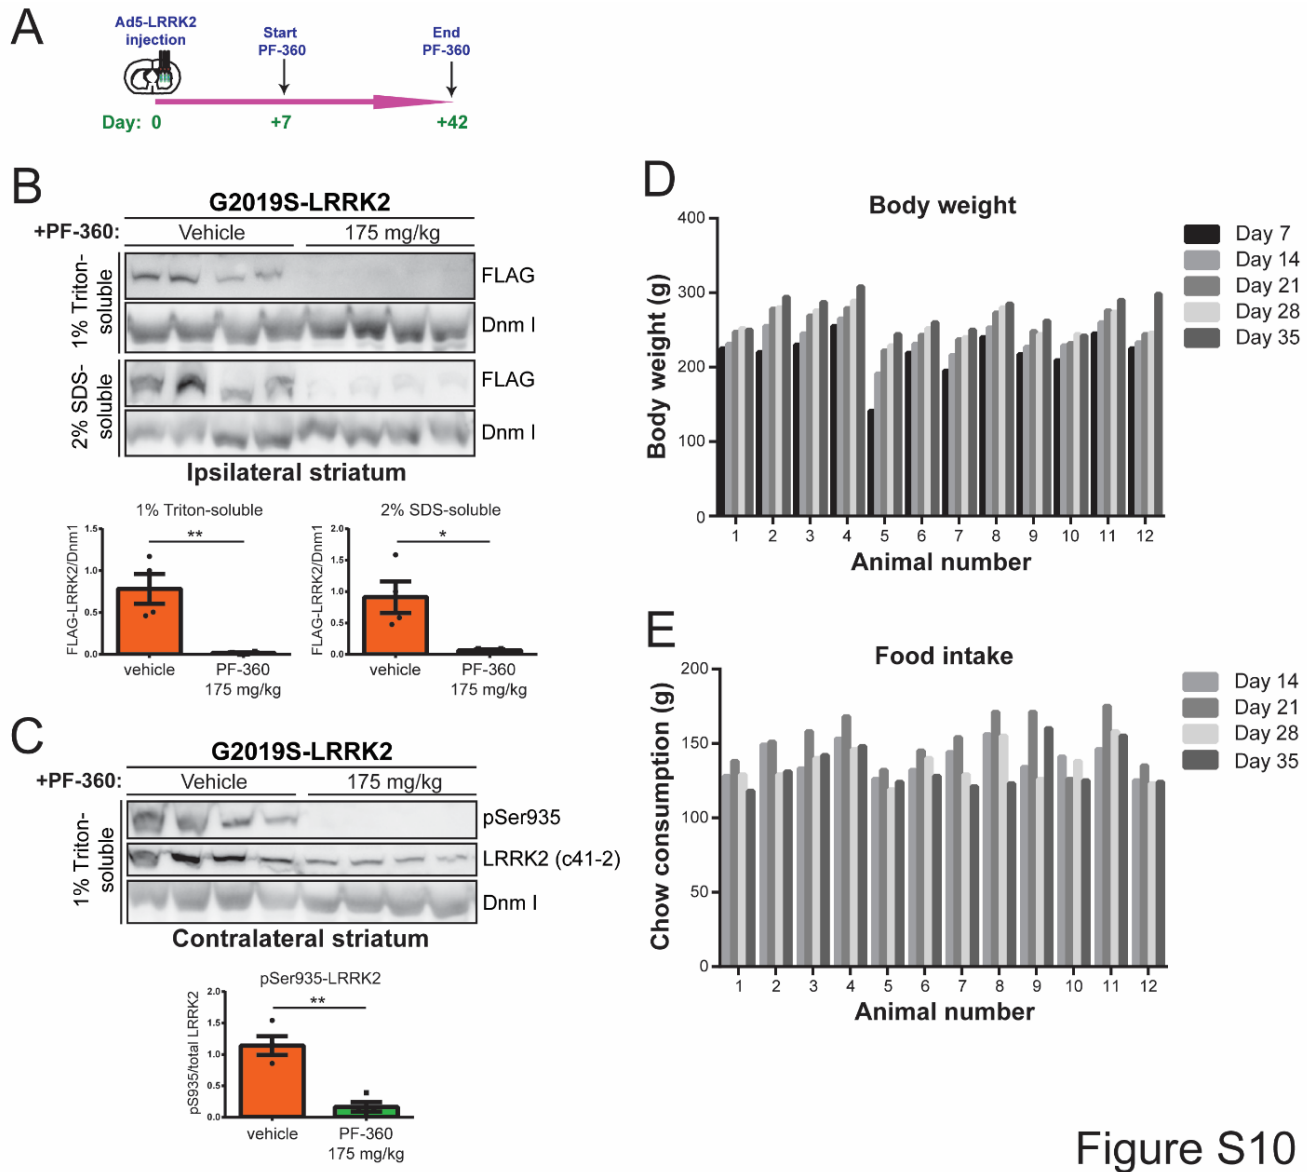 A
Ad5-LRRK2
injection
Start
PF-360
End
PF-360
Day: 0
+7
+42
B
G2019S-LRRK2
+PF-360:
Vehicle
175 mg/kg
1% Triton-
soluble
FLAG
Dnm I
2% SDS-
soluble
FLAG
Dnm I
Ipsilateral striatum
1% Triton-soluble
FLAG-LRRK2/Dnm1
1.5
1.0
0.5
0.0
**
vehicle
PF-360
175 mg/kg
2% SDS-soluble
FLAG-LRRK2/Dnm1
2.0
1.5
1.0
0.5
0.0
*
vehicle
PF-360
175 mg/kg
C
G2019S-LRRK2
+PF-360:
Vehicle
175 mg/kg
1% Triton-
soluble
pSer935
LRRK2 (c41-2)
Dnm I
Contralateral striatum
pSer935-LRRK2
pS935/total LRRK2
2.0
1.5
1.0
0.5
0.0
**
vehicle
PF-360
175 mg/kg
D
Body weight
Body weight (g)
400
300
200
100
0
1 2 3 4 5 6 7 8 9 10 11 12
Animal number
Day 7
Day 14
Day 21
Day 28
Day 35
E
Food intake
Chow consumption (g)
200
150
100
50
0
1 2 3 4 5 6 7 8 9 10 11 12
Animal number
Day 14
Day 21
Day 28
Day 35
Figure S10